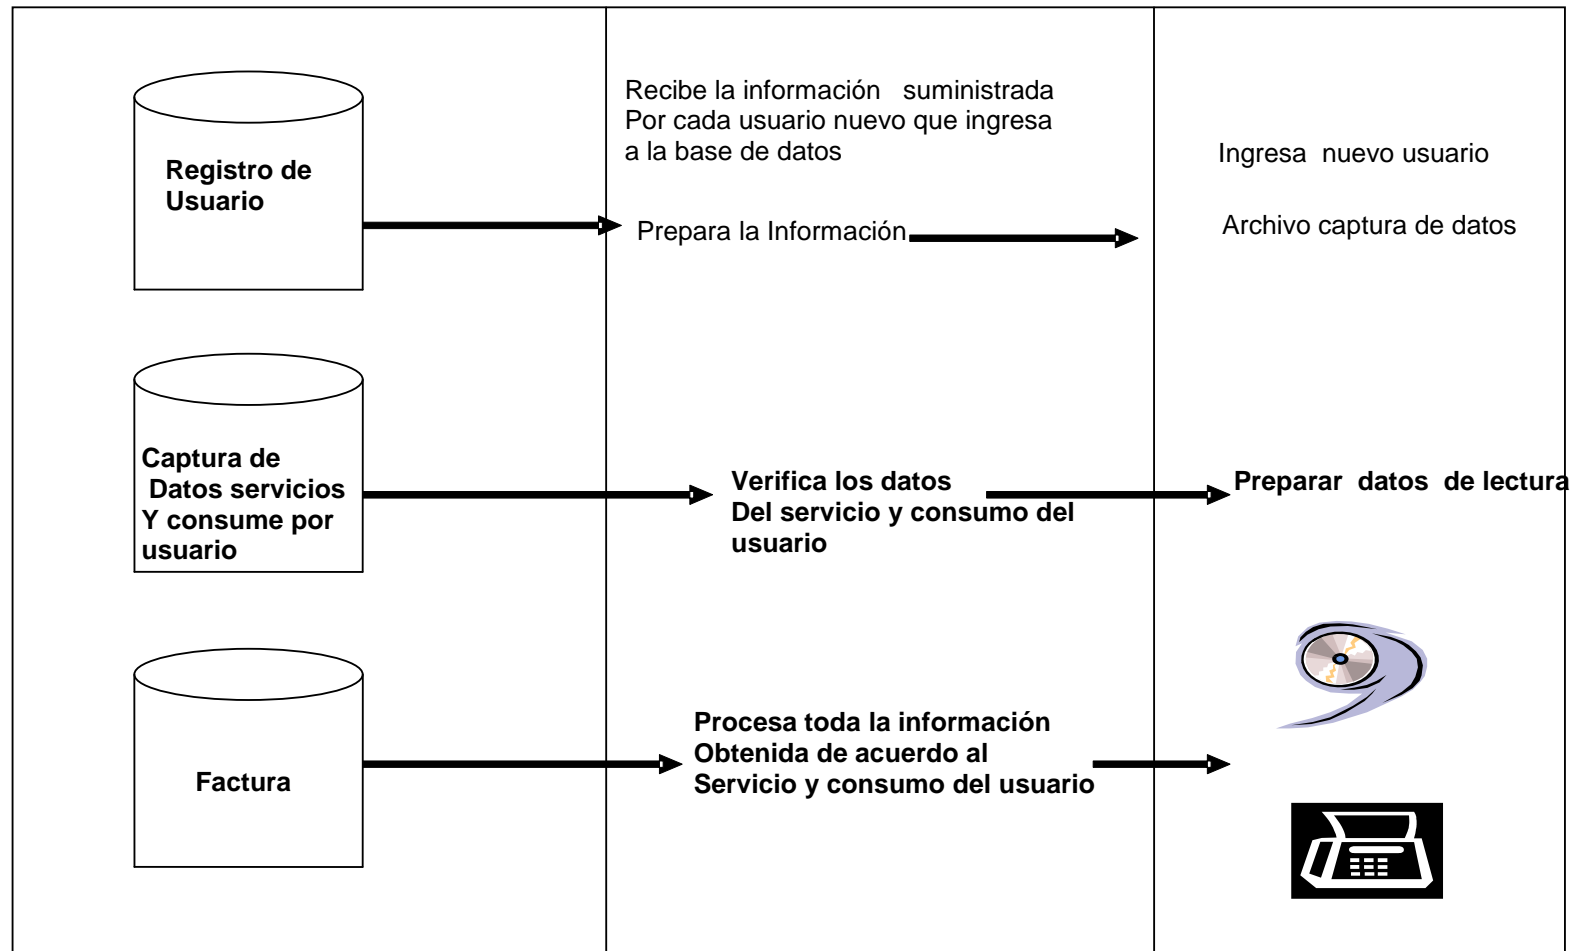 Registro de
Usuario
Recibe la información suministrada
Por cada usuario nuevo que ingresa
a la base de datos
Prepara la Información
Ingresa nuevo usuario
Archivo captura de datos
Captura de
Datos servicios
Y consume por
usuario
Verifica los datos
Del servicio y consumo del
usuario
Preparar datos de lectura
Factura
Procesa toda la información
Obtenida de acuerdo al
Servicio y consumo del usuario